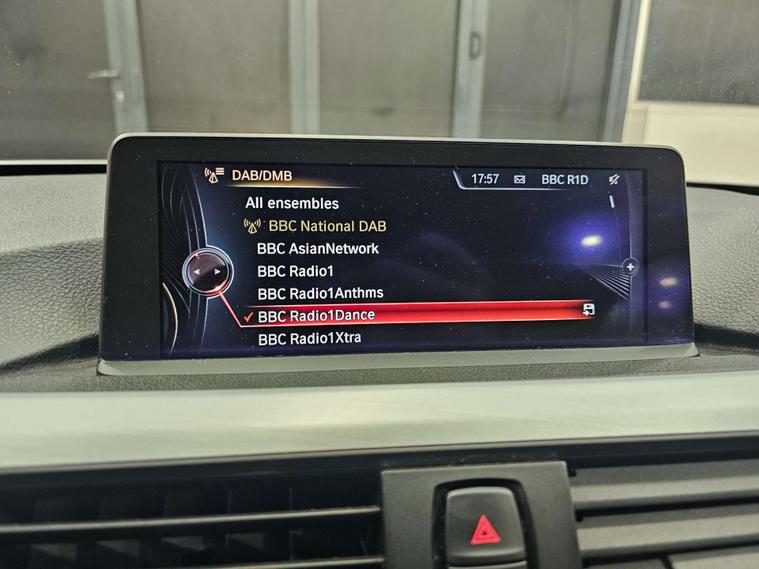 DAB/DMB
17:57 BBC R1D
All ensembles
BBC National DAB
BBC AsianNetwork
BBC Radio1
BBC Radio1Anthms
BBC Radio1Dance
BBC Radio1Xtra